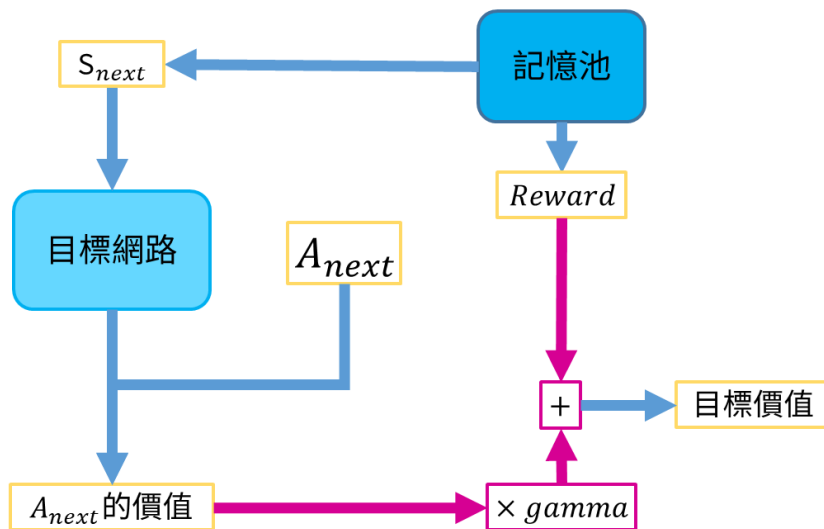 S_next
記憶池
Reward
目標網路
A_next
+
目標價值
A_next的價值
× gamma